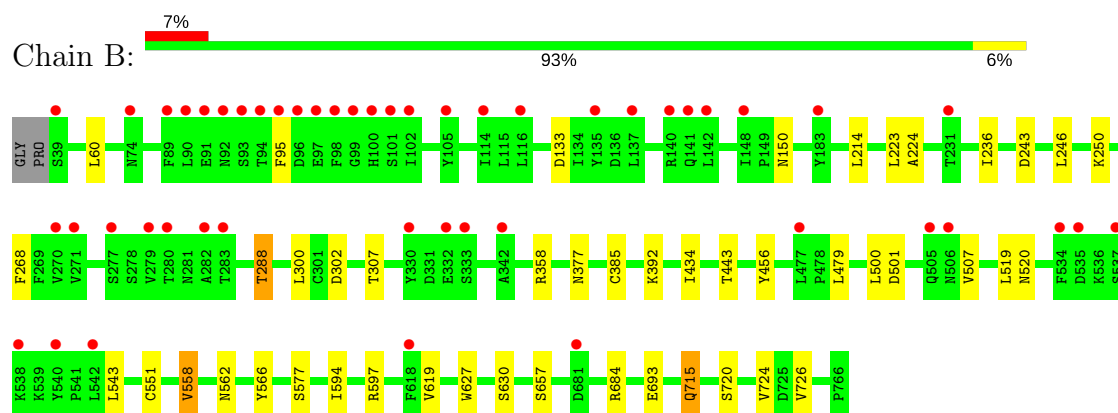 7%
Chain B:
93% 6%
GLY PRO S39 L60 N74 F89 L90 E91 N92 S93 I94 F95 D96 E97 F98 G99 H100 S101 I102 Y105 I114 L115 L116 D133 I134 Y135 D136 L137 R140 Q141 L142 I148 P149 N150 Y183 L214 L223 A224 T231 I236 D243 L246 K250
F268 F269 V270 V271 S277 S278 V279 T280 N281 A282 T283 T288 L300 C301 D302 T307 Y330 D331 E332 S333 A342 R358 N377 C385 K392 I434 T443 Y456 L477 P478 L479 L500 D501 Q505 N506 V507 L519 N520 F534 D535 K536 S537
K538 K539 Y540 P541 L542 L543 C551 V558 N562 Y566 S577 I594 R597 F618 V619 W627 S630 S657 D681 R684 E693 Q715 S720 V724 D725 V726 P766